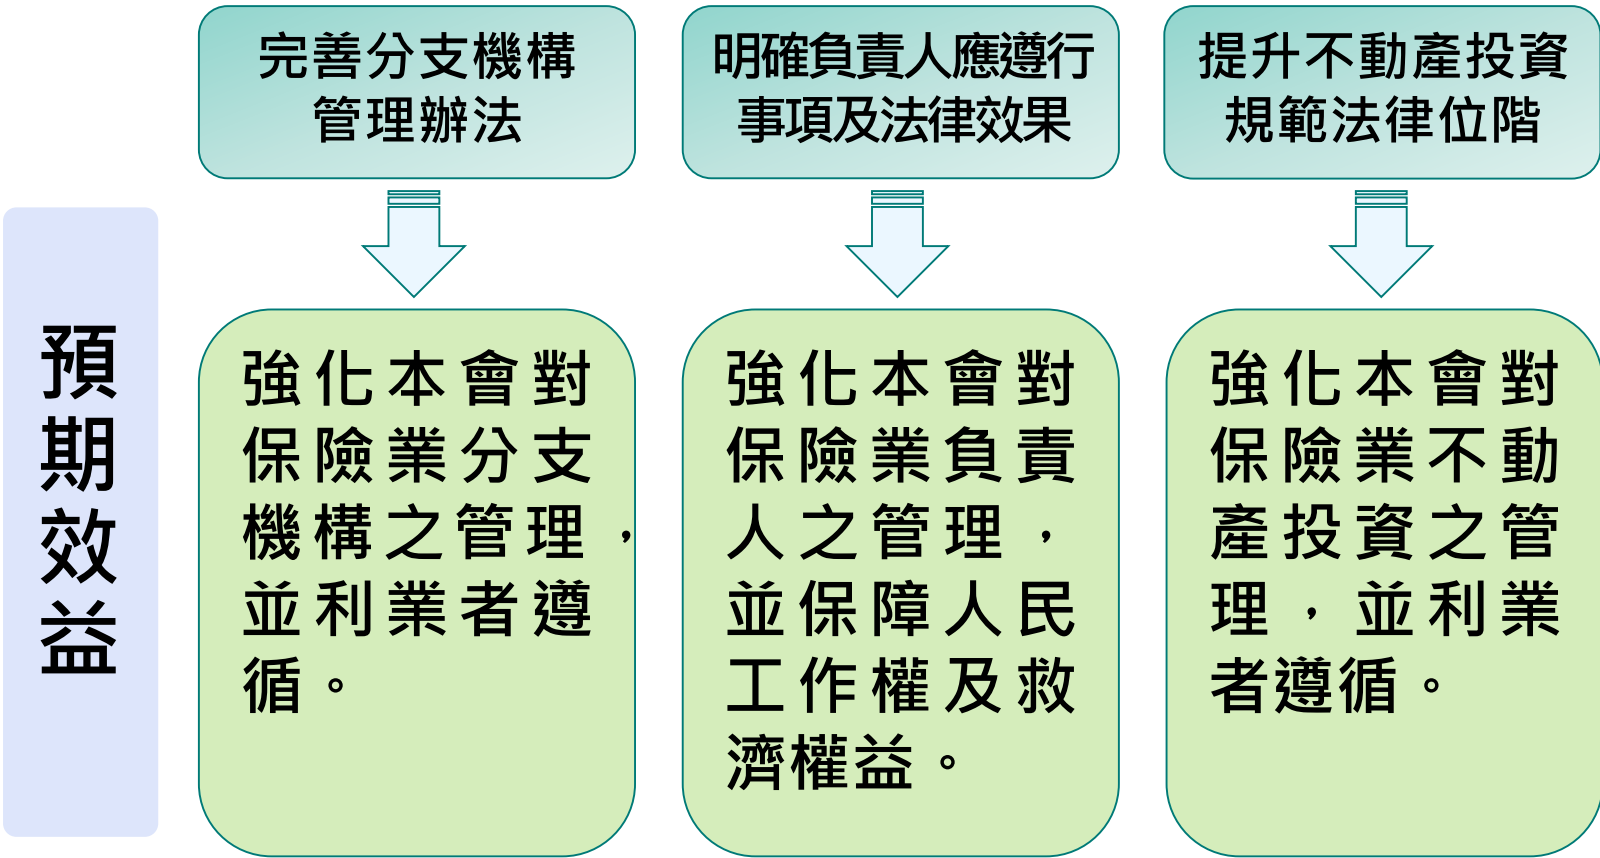 完善分支機構
管理辦法
明確負責人應遵行
事項及法律效果
提升不動產投資
規範法律位階
預期效益
強化本會對
保險業分支
機構之管理，
並利業者遵
循。
強化本會對
保險業負責
人之管理，
並保障人民
工作權及救
濟權益。
強化本會對
保險業不動
產投資之管
理，並利業
者遵循。